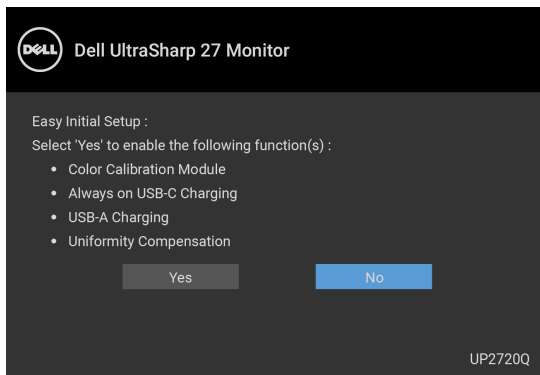 DELL Dell UltraSharp 27 Monitor
Easy Initial Setup :
Select 'Yes' to enable the following function(s) :
• Color Calibration Module
• Always on USB-C Charging
• USB-A Charging
• Uniformity Compensation
Yes No
UP2720Q